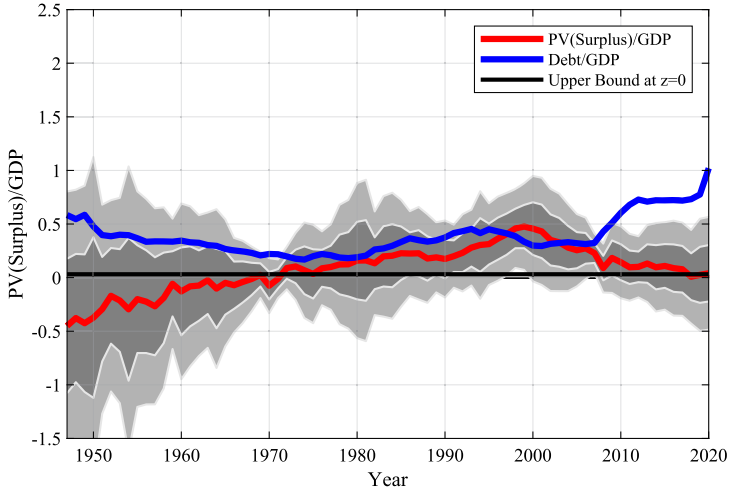 2.5
2
1.5
1
0.5
0
-0.5
-1
-1.5
PV(Surplus)/GDP
PV(Surplus)/GDP
Debt/GDP
Upper Bound at z=0
1950 1960 1970 1980 1990 2000 2010 2020
Year